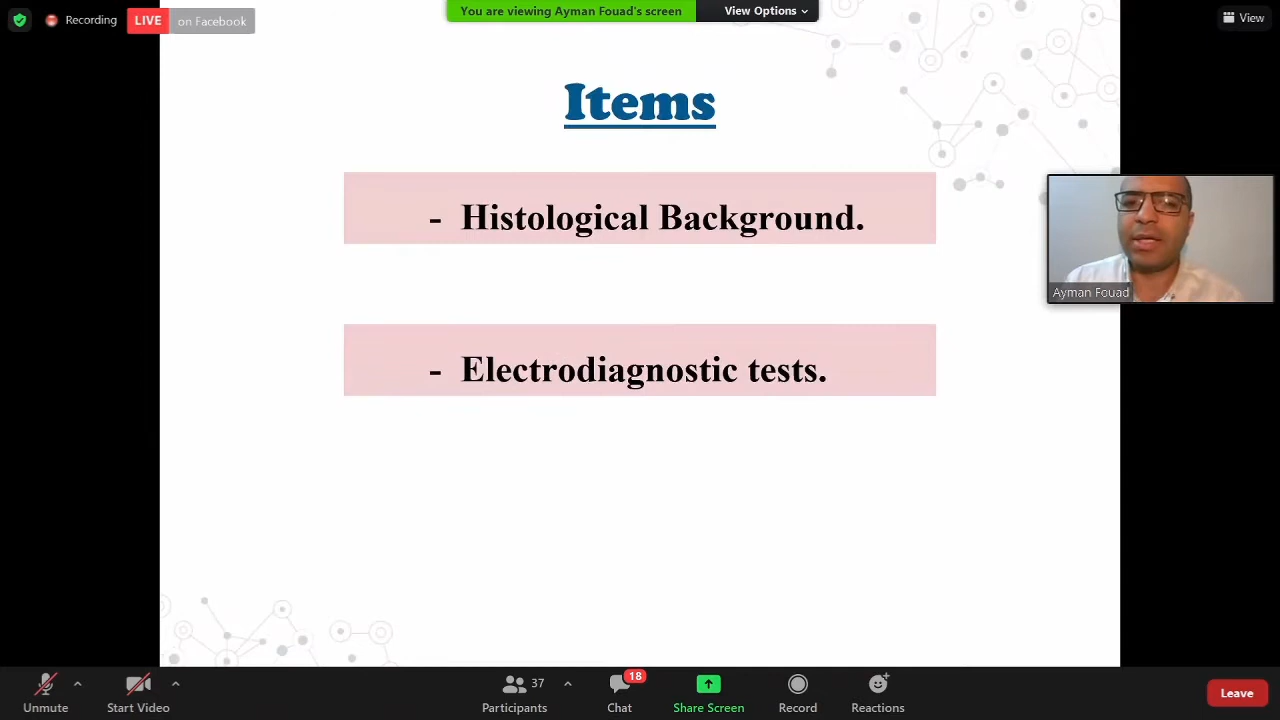 Recording
LIVE on Facebook
You are viewing Ayman Fouad's screen
View Options
View
Items
- Histological Background.
Ayman Fouad
- Electrodiagnostic tests.
Unmute
Start Video
37
Participants
18
Chat
Share Screen
Record
Reactions
Leave